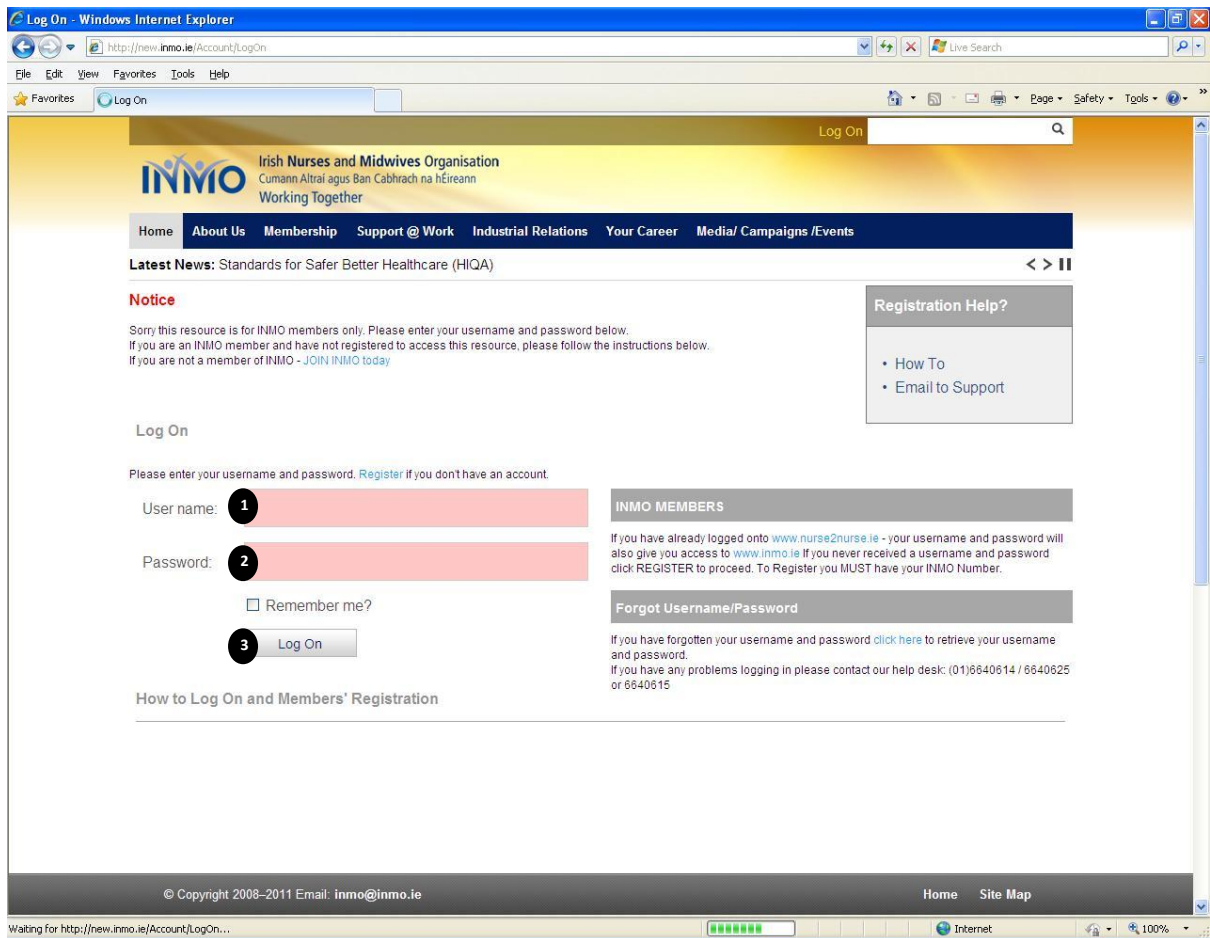 Log On - Windows Internet Explorer
http://new.inmo.ie/Account/LogOn
Live Search
File Edit View Favorites Tools Help
Favorites
Log On
Page Safety Tools
Log On
INMO
Irish Nurses and Midwives Organisation
Cumann Altraí agus Ban Cabhrach na hÉireann
Working Together
Home About Us Membership Support @ Work Industrial Relations Your Career Media/ Campaigns /Events
Latest News: Standards for Safer Better Healthcare (HIQA)
Notice
Sorry this resource is for INMO members only. Please enter your username and password below.
If you are an INMO member and have not registered to access this resource, please follow the instructions below.
If you are not a member of INMO - JOIN INMO today
Registration Help?
• How To
• Email to Support
Log On
Please enter your username and password. Register if you don't have an account.
User name: 1
Password: 2
Remember me?
3 Log On
INMO MEMBERS
If you have already logged onto www.nurse2nurse.ie - your username and password will
also give you access to www.inmo.ie If you never received a username and password
click REGISTER to proceed. To Register you MUST have your INMO Number.
Forgot Username/Password
If you have forgotten your username and password click here to retrieve your username
and password.
If you have any problems logging in please contact our help desk: (01)6640614 / 6640625
or 6640615
How to Log On and Members' Registration
© Copyright 2008–2011 Email: inmo@inmo.ie
Home Site Map
Waiting for http://new.inmo.ie/Account/LogOn...
Internet
100%